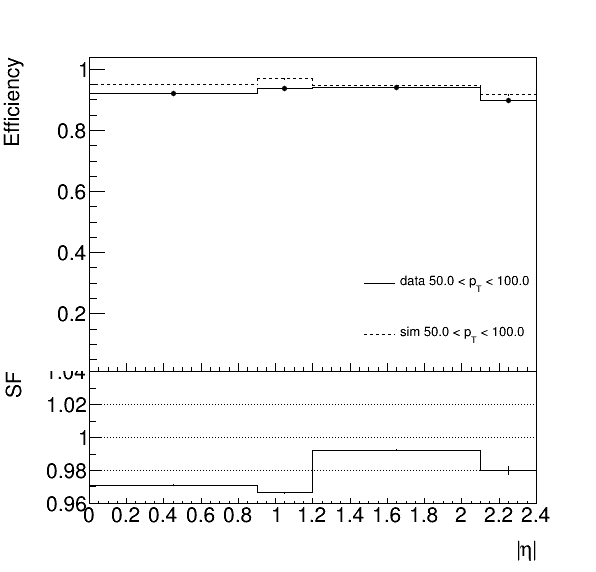 Efficiency
1
0.8
0.6
0.4
0.2
data 50.0 < pT < 100.0
sim 50.0 < pT < 100.0
SF
1.04
1.02
1
0.98
0.96
0 0.2 0.4 0.6 0.8 1 1.2 1.4 1.6 1.8 2 2.2 2.4
|η|